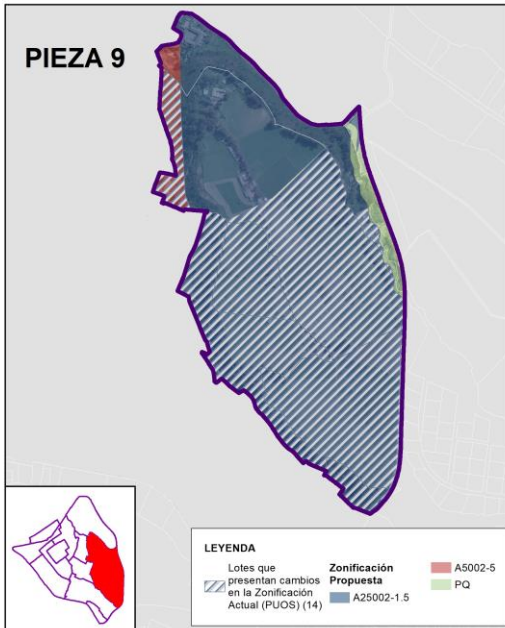 PIEZA 9
LEYENDA
Lotes que
presentan cambios
en la Zonificación
Actual (PUOS) (14)
Zonificación
Propuesta
A25002-1.5
A5002-5
PQ